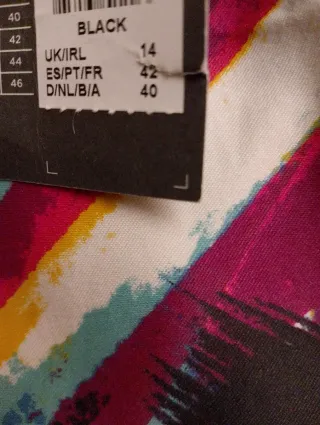 40
42
44
46
BLACK
UK/IRL 14
ES/PT/FR 42
D/NL/B/A 40